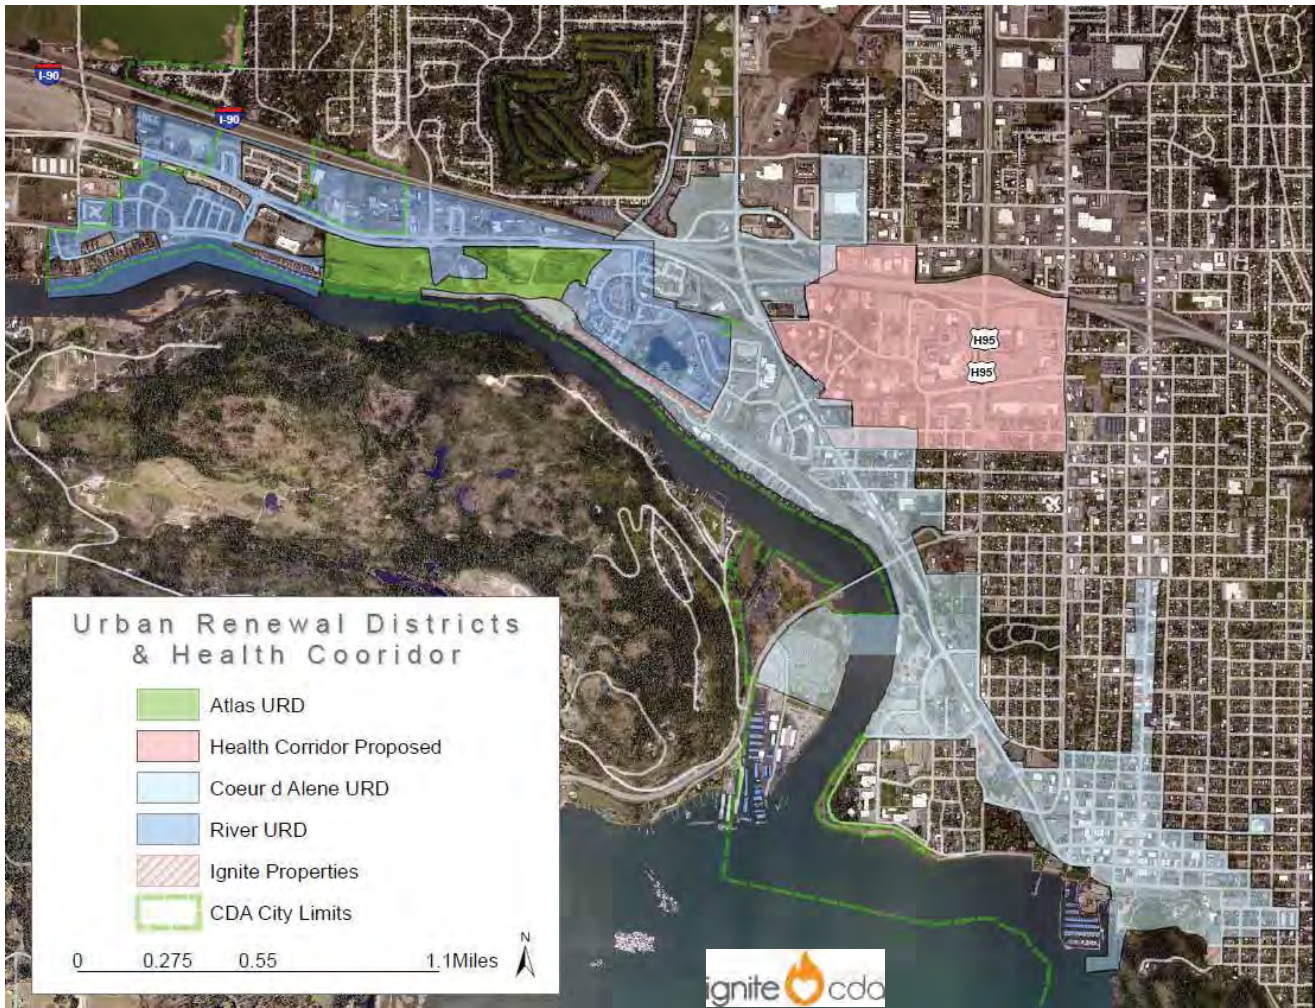 I-90
I-90
H95
H95
Urban Renewal Districts
& Health Cooridor
Atlas URD
Health Corridor Proposed
Coeur d Alene URD
River URD
Ignite Properties
CDA City Limits
N
0 0.275 0.55 1.1Miles
ignite cda